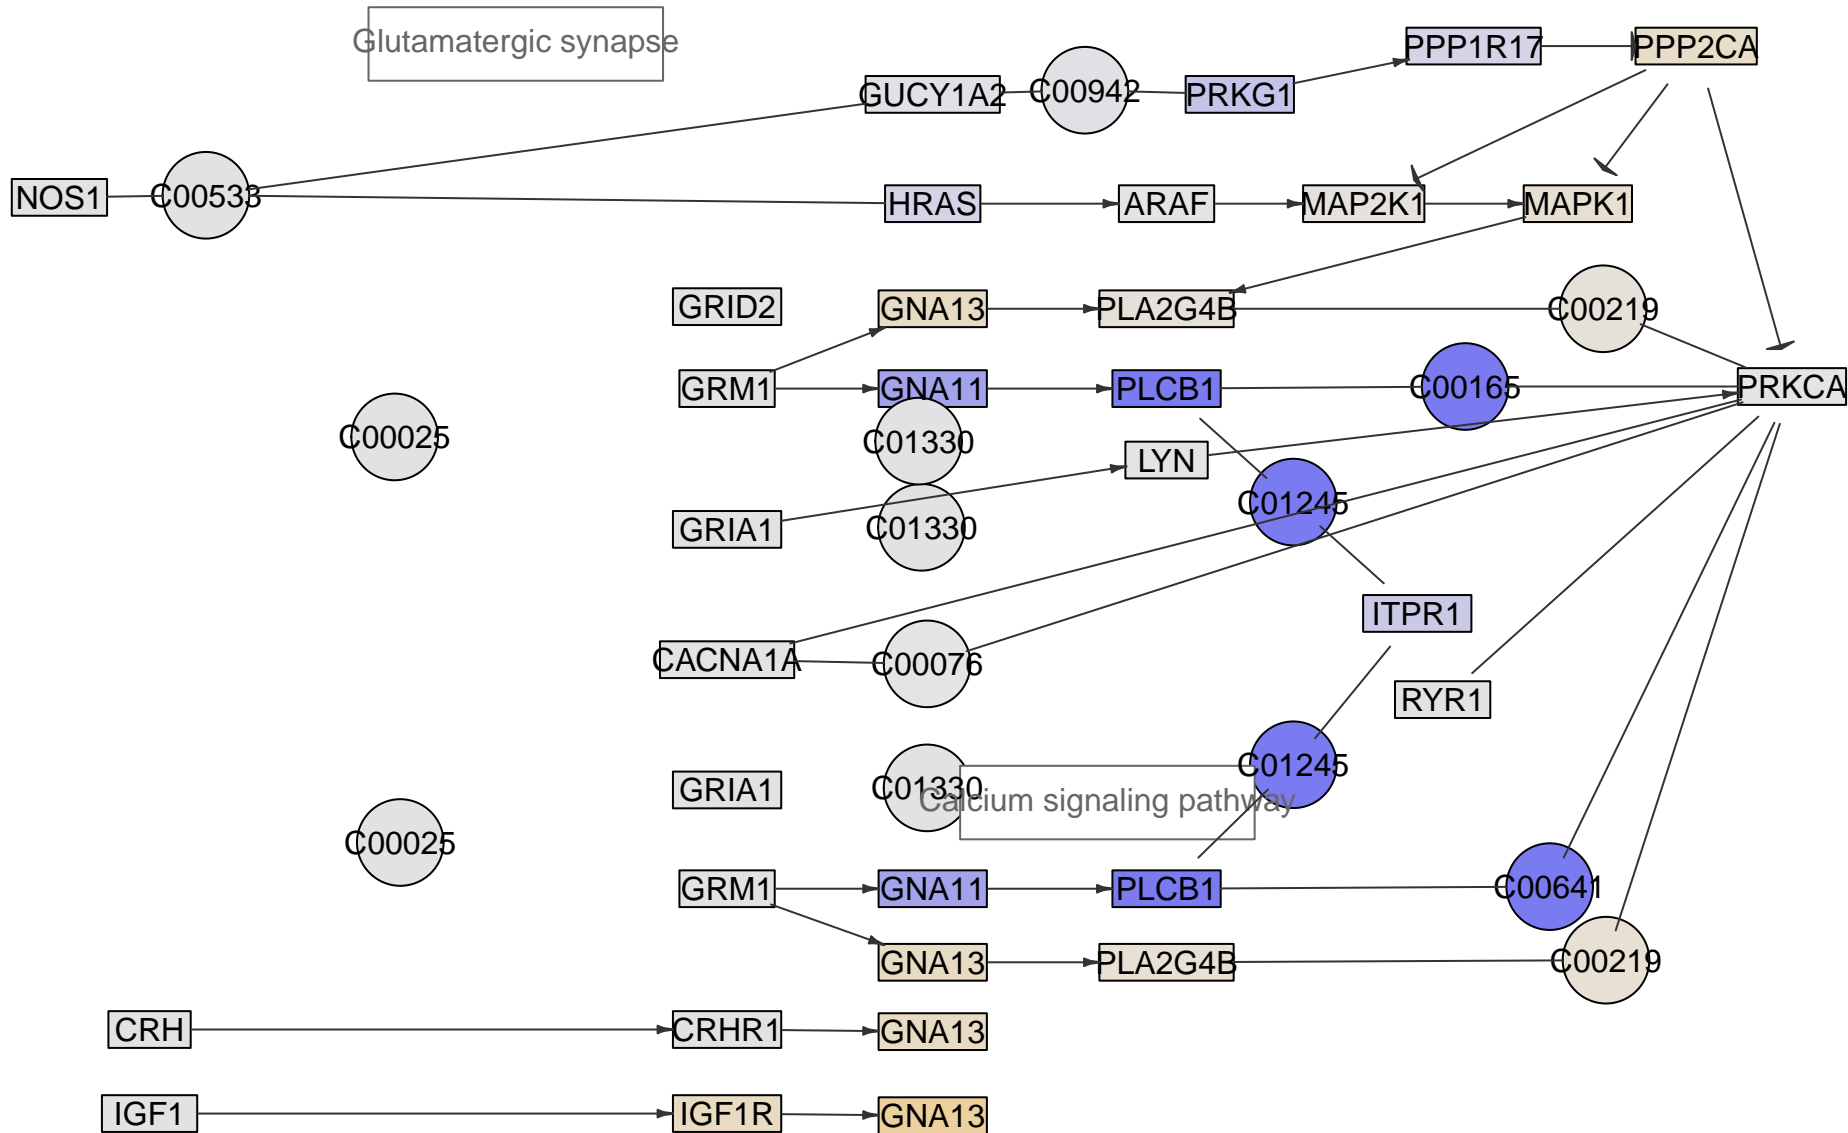 Glutamatergic synapse
PPP1R17
PPP2CA
GUCY1A2
C00942
PRKG1
NOS1
C00533
HRAS
ARAF
MAP2K1
MAPK1
GRID2
GNA13
PLA2G4B
C00219
GRM1
GNA11
PLCB1
C00165
PRKCA
C00025
C01330
LYN
C01245
GRIA1
C01330
ITPR1
CACNA1A
C00076
RYR1
C01245
GRIA1
C01330
Calcium signaling pathway
C00025
GRM1
GNA11
PLCB1
C00641
GNA13
PLA2G4B
C00219
CRH
CRHR1
GNA13
IGF1
IGF1R
GNA13